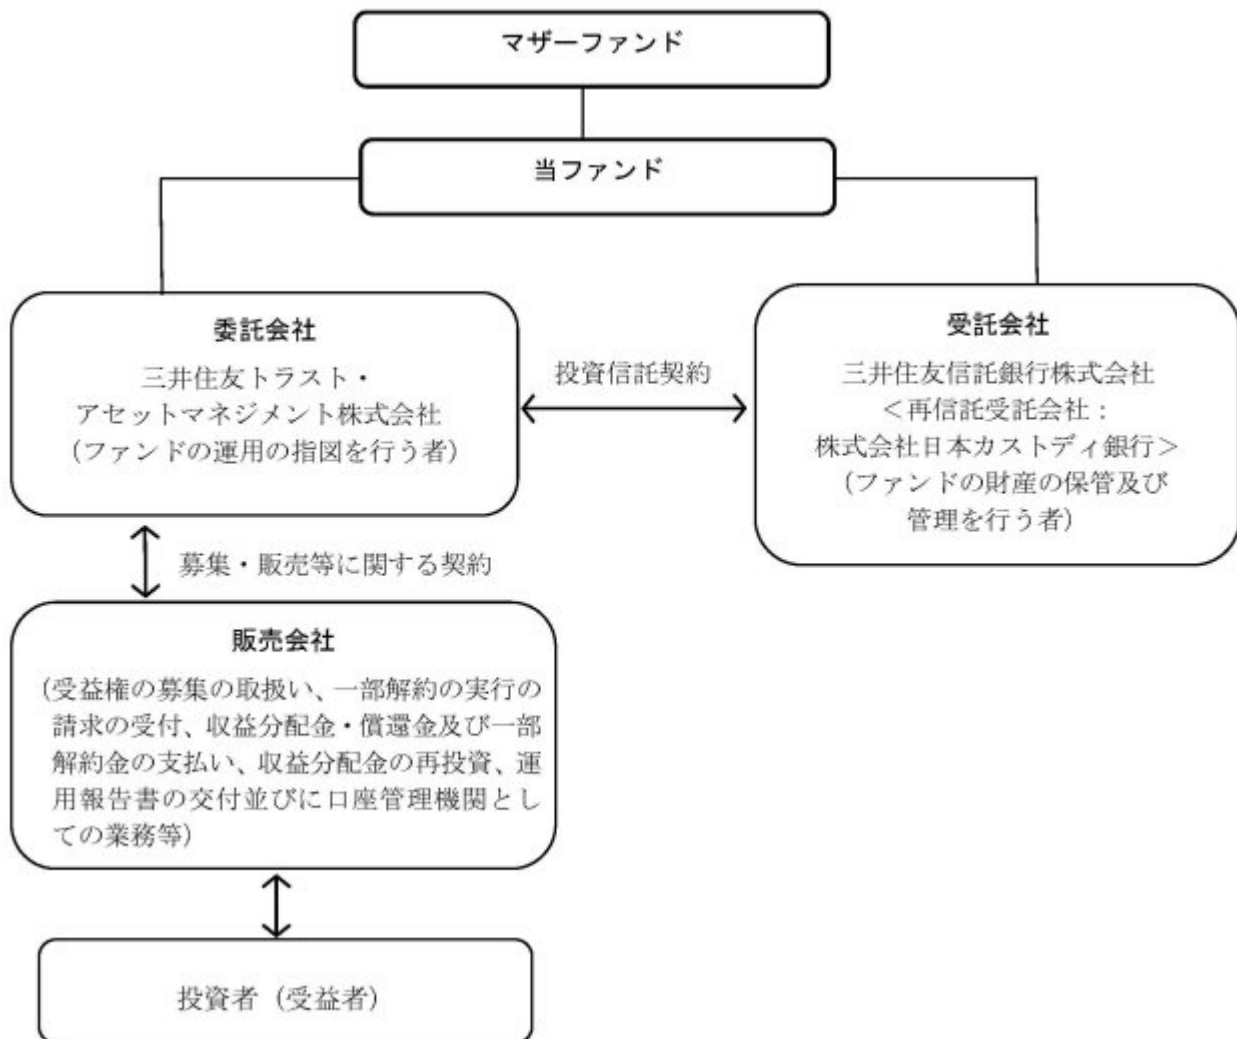 マザーファンド
当ファンド
委託会社
三井住友トラスト・
アセットマネジメント株式会社
（ファンドの運用の指図を行う者）
投資信託契約
受託会社
三井住友信託銀行株式会社
＜再信託受託会社：
株式会社日本カストディ銀行＞
（ファンドの財産の保管及び
管理を行う者）
募集・販売等に関する契約
販売会社
（受益権の募集の取扱い、一部解約の実行の
請求の受付、収益分配金・償還金及び一部
解約金の支払い、収益分配金の再投資、運
用報告書の交付並びに口座管理機関とし
ての業務等）
投資者（受益者）